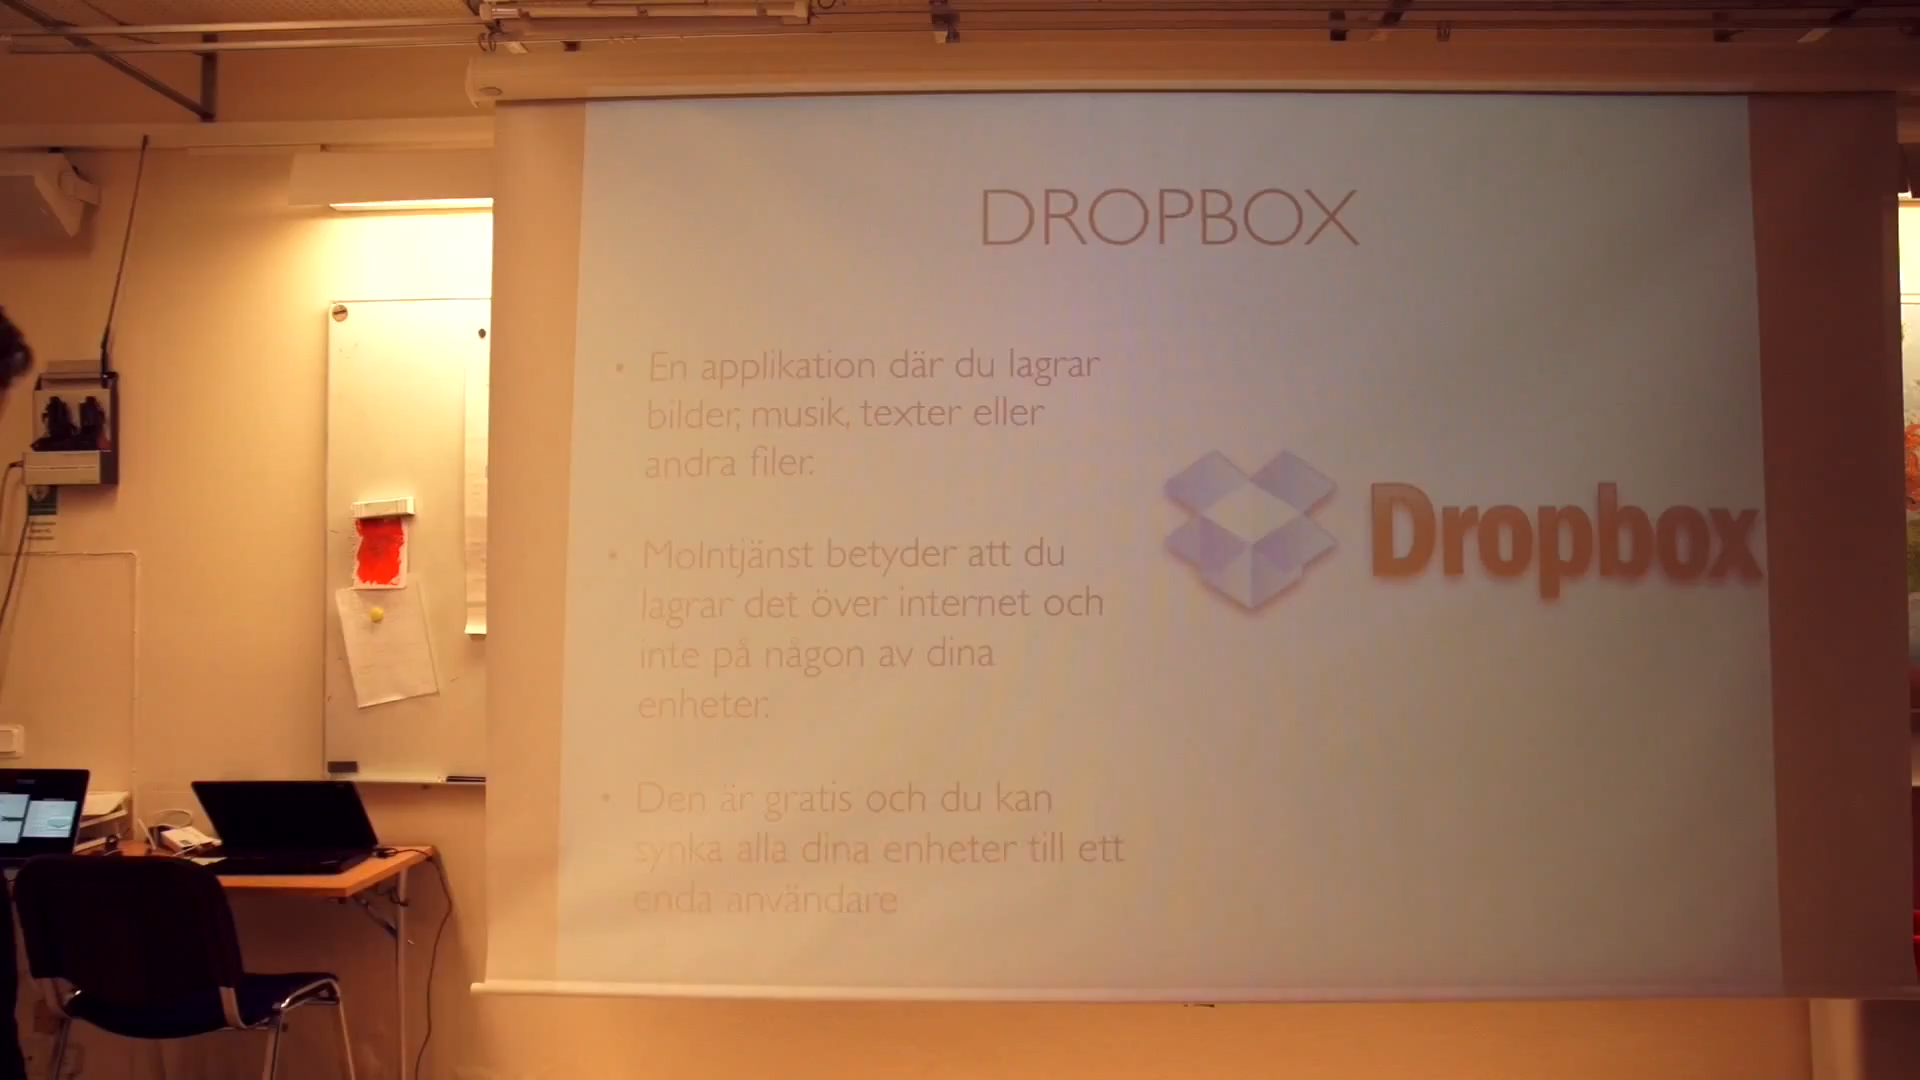 DROPBOX
En applikation där du lagrar
bilder, musik, texter eller
andra filer.
Molntjänst betyder att du
lagrar det över internet och
inte på någon av dina
enheter.
Den är gratis och du kan
synka alla dina enheter till ett
enda användare
Dropbox